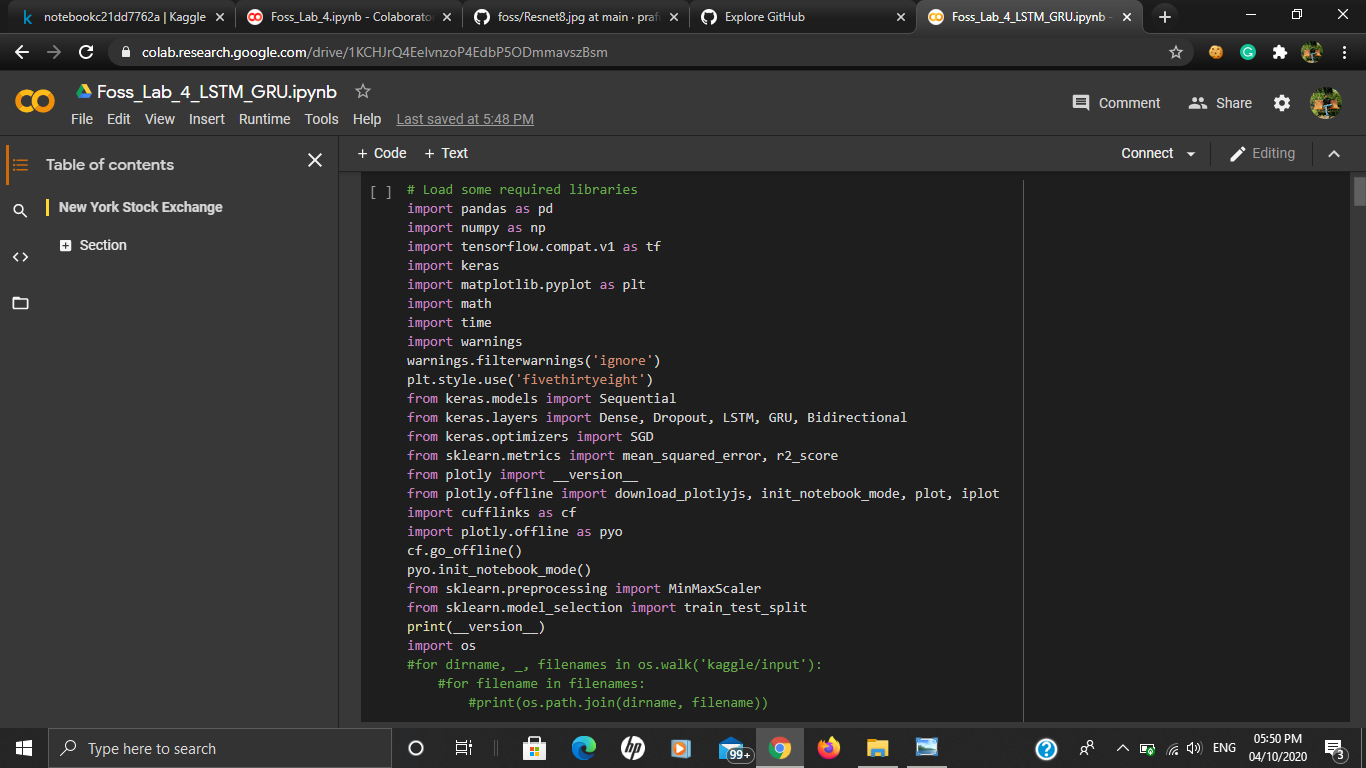 notebookc21dd7762a | Kaggle
Foss_Lab_4.ipynb - Colaborato
foss/Resnet8.jpg at main · praf
Explore GitHub
Foss_Lab_4_LSTM_GRU.ipynb -
colab.research.google.com/drive/1KCHJrQ4EelvnzoP4EdbP5ODmmavszBsm
Foss_Lab_4_LSTM_GRU.ipynb
Comment
Share
File Edit View Insert Runtime Tools Help Last saved at 5:48 PM
Table of contents
+ Code + Text
Connect
Editing
New York Stock Exchange
Section
[ ]
# Load some required libraries
import pandas as pd
import numpy as np
import tensorflow.compat.v1 as tf
import keras
import matplotlib.pyplot as plt
import math
import time
import warnings
warnings.filterwarnings('ignore')
plt.style.use('fivethirtyeight')
from keras.models import Sequential
from keras.layers import Dense, Dropout, LSTM, GRU, Bidirectional
from keras.optimizers import SGD
from sklearn.metrics import mean_squared_error, r2_score
from plotly import __version__
from plotly.offline import download_plotlyjs, init_notebook_mode, plot, iplot
import cufflinks as cf
import plotly.offline as pyo
cf.go_offline()
pyo.init_notebook_mode()
from sklearn.preprocessing import MinMaxScaler
from sklearn.model_selection import train_test_split
print(__version__)
import os
#for dirname, _, filenames in os.walk('kaggle/input'):
    #for filename in filenames:
        #print(os.path.join(dirname, filename))
Type here to search
hp
99+
ENG
05:50 PM
04/10/2020
3